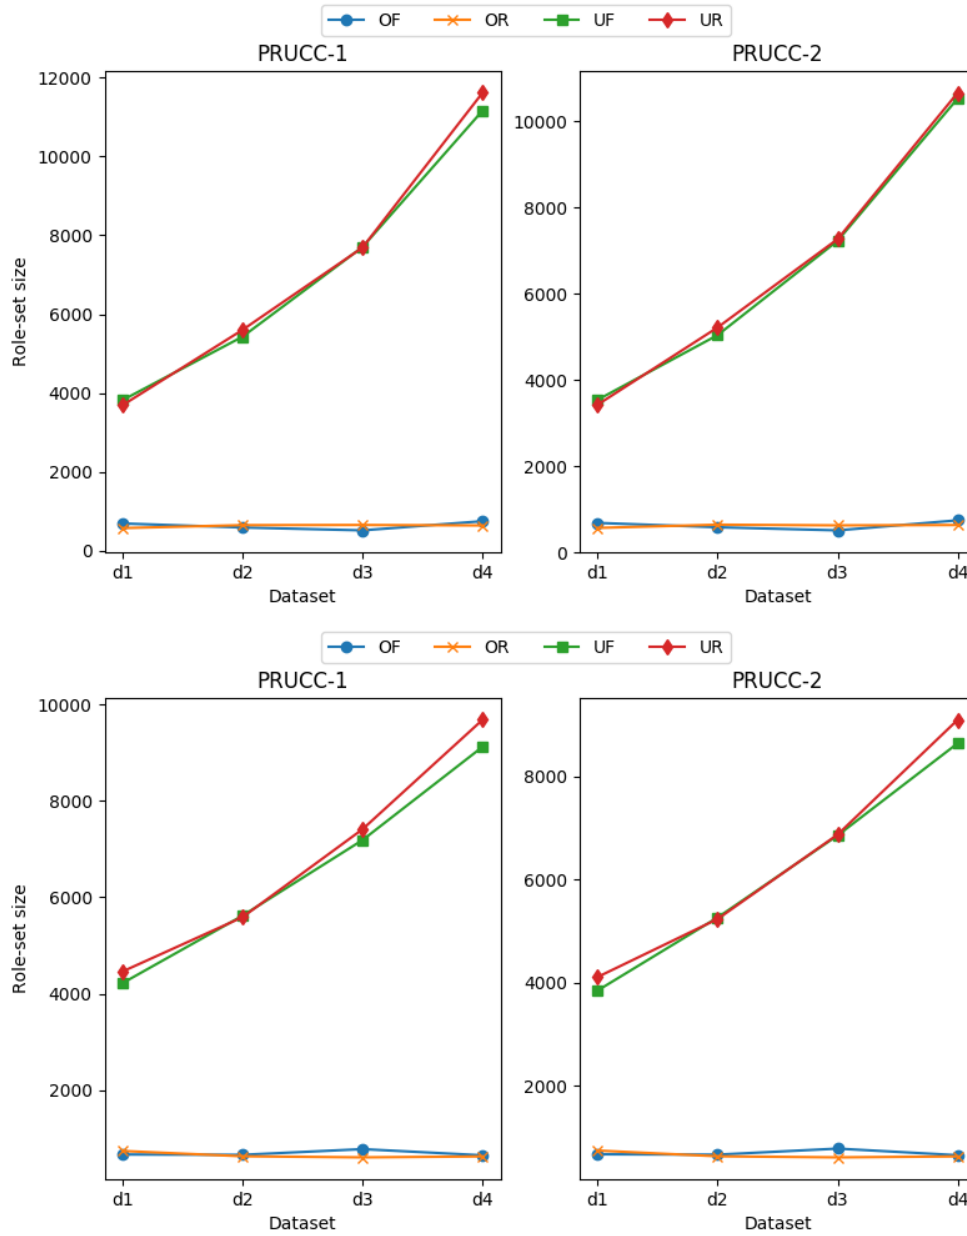 OF OR UF UR
PRUCC-1 PRUCC-2
12000
10000
8000
6000
4000
2000
0
Role-set size
d1 d2 d3 d4
Dataset
10000
8000
6000
4000
2000
0
d1 d2 d3 d4
Dataset
OF OR UF UR
PRUCC-1 PRUCC-2
10000
8000
6000
4000
2000
Role-set size
d1 d2 d3 d4
Dataset
8000
6000
4000
2000
d1 d2 d3 d4
Dataset